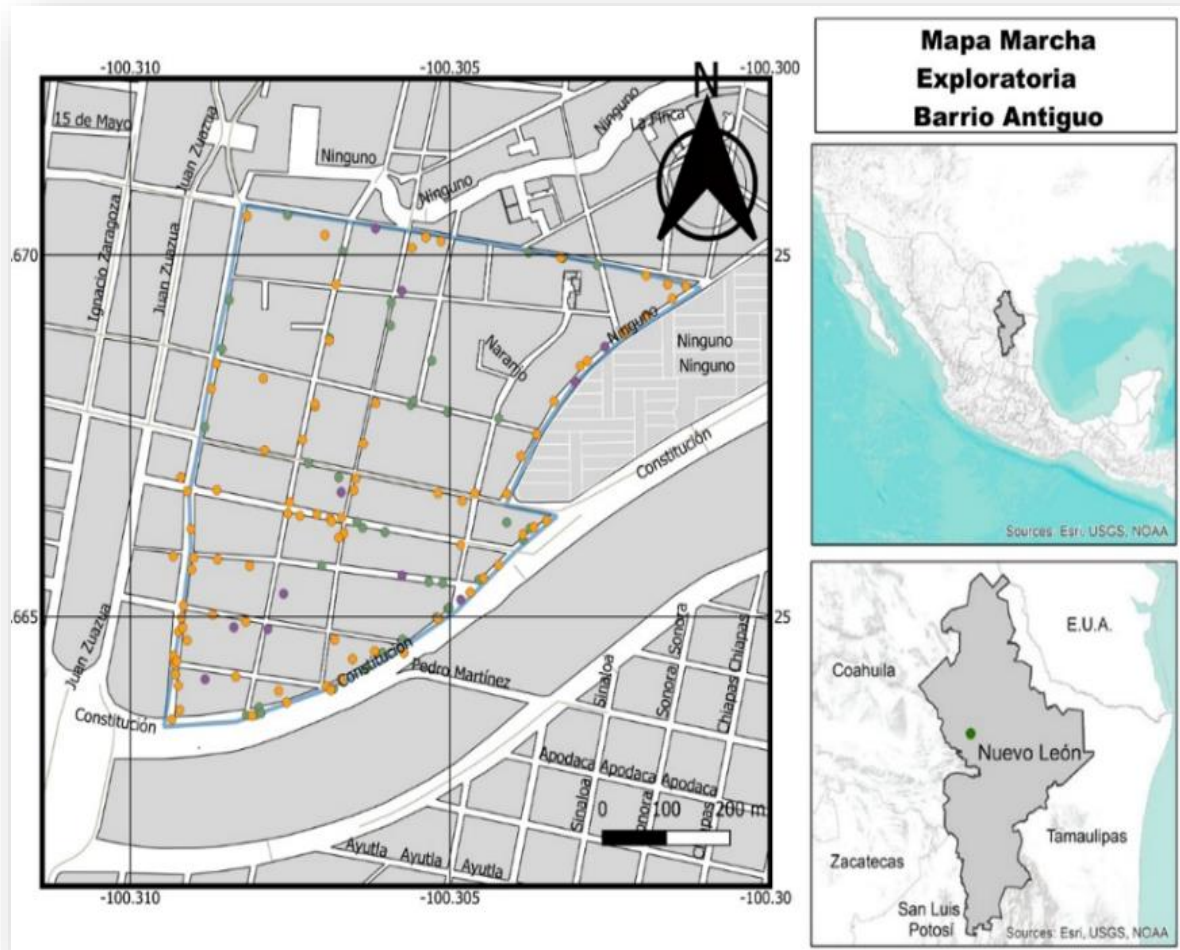 Mapa Marcha
Exploratoria
Barrio Antiguo
-100.310
-100.305
-100.300
N
15 de Mayo
Juan Zuazua
Ninguno
Ninguno
Ninguno
La Finca
Ignacio Zaragoza
Juan Zuazua
.670
25
Ninguno
Naranjo
Ninguno
Ninguno
Constitución
.665
25
Juan Zuazua
Constitución
Constitución
Pedro Martínez
Sinaloa
Sonora
Sonora
Chiapas
Chiapas
Apodaca
Apodaca
Apodaca
0
100
200 m
Sinaloa
onora
Chiapas
Ayutla
Ayutla
Ayutla
-100.310
-100.305
-100.30
Sources: Esri, USGS, NOAA
E.U.A.
Coahuila
Nuevo León
Tamaulipas
Zacatecas
San Luis
Potosí
Sources: Esri, USGS, NOAA